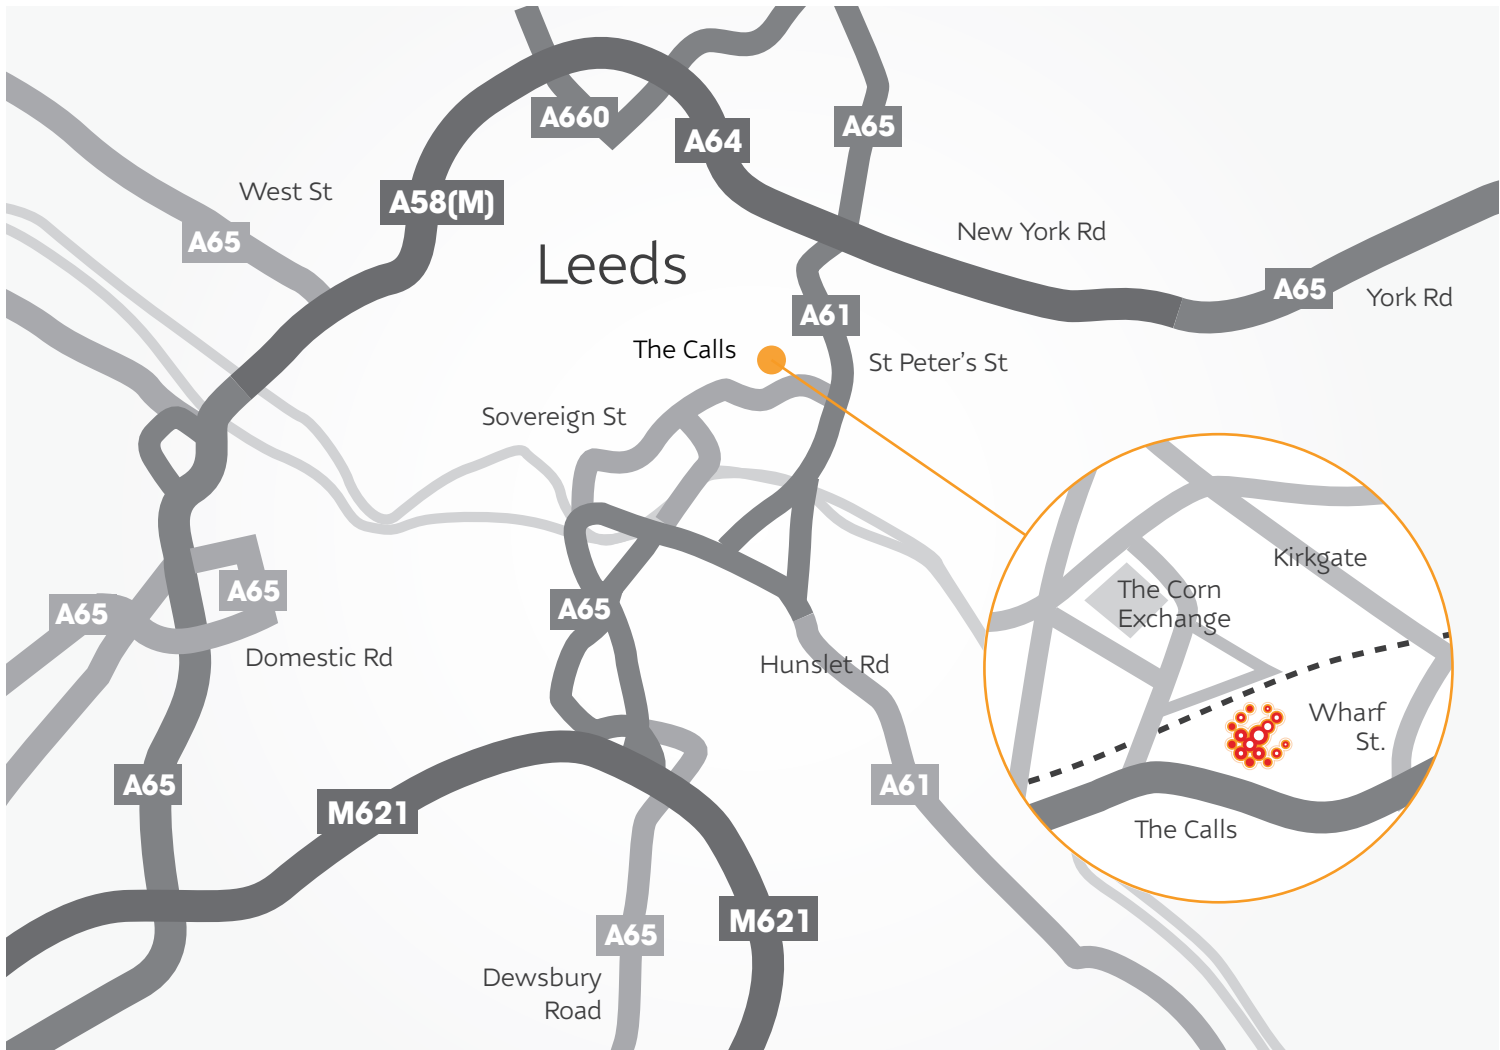 A660
A65
A64
West St
A58(M)
A65
New York Rd
Leeds
A65
York Rd
A61
The Calls
St Peter's St
Sovereign St
Kirkgate
The Corn
Exchange
A65
A65
A65
Domestic Rd
Hunslet Rd
Wharf
St.
A65
M621
A61
The Calls
M621
A65
Dewsbury
Road